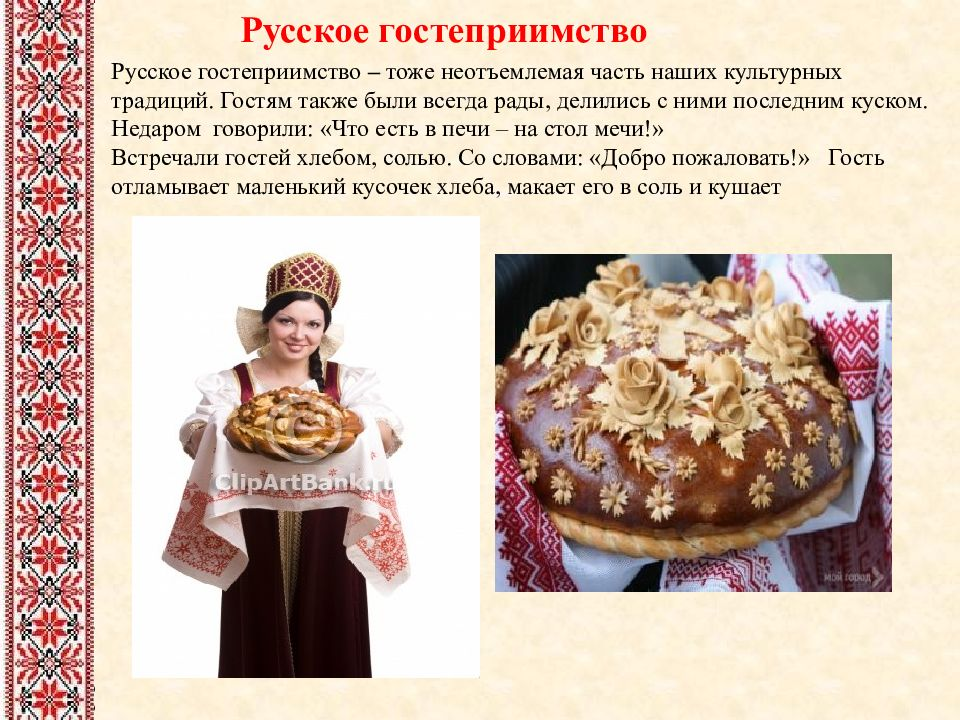 Русское гостеприимство
Русское гостеприимство – тоже неотъемлемая часть наших культурных
традиций. Гостям также были всегда рады, делились с ними последним куском.
Недаром говорили: «Что есть в печи – на стол мечи!»
Встречали гостей хлебом, солью. Со словами: «Добро пожаловать!» Гость
отламывает маленький кусочек хлеба, макает его в соль и кушает
©
ClipArtBank.ru
мой город